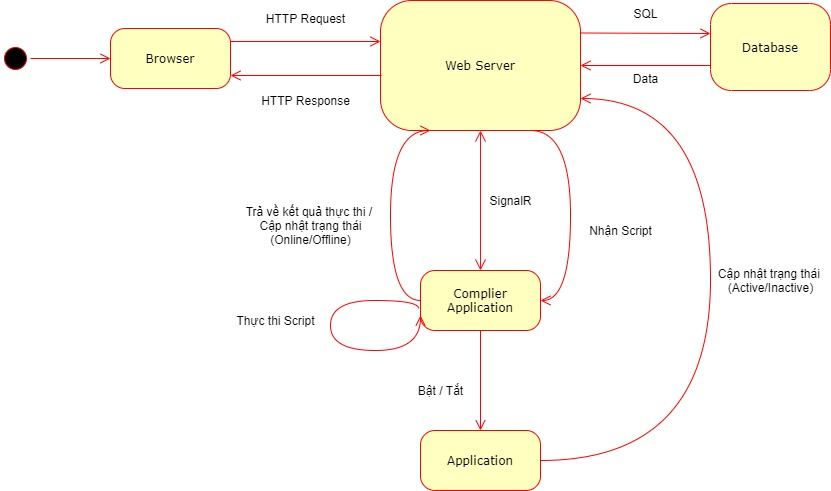 HTTP Request
SQL
Browser
Web Server
Database
HTTP Response
Data
Trả về kết quả thực thi /
Cập nhật trạng thái
(Online/Offline)
SignalR
Nhận Script
Cập nhật trạng thái
(Active/Inactive)
Complier
Application
Thực thi Script
Bật / Tắt
Application